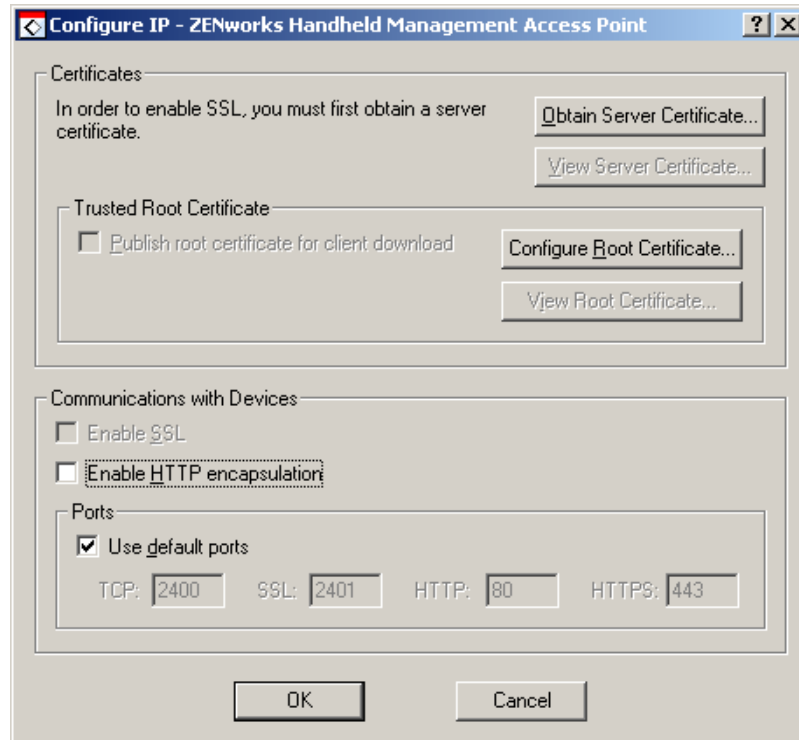 Configure IP - ZENworks Handheld Management Access Point
Certificates
In order to enable SSL, you must first obtain a server
certificate.
Obtain Server Certificate...
View Server Certificate...
Trusted Root Certificate
Publish root certificate for client download
Configure Root Certificate...
View Root Certificate...
Communications with Devices
Enable SSL
Enable HTTP encapsulation
Ports
Use default ports
TCP: 2400 SSL: 2401 HTTP: 80 HTTPS: 443
OK Cancel